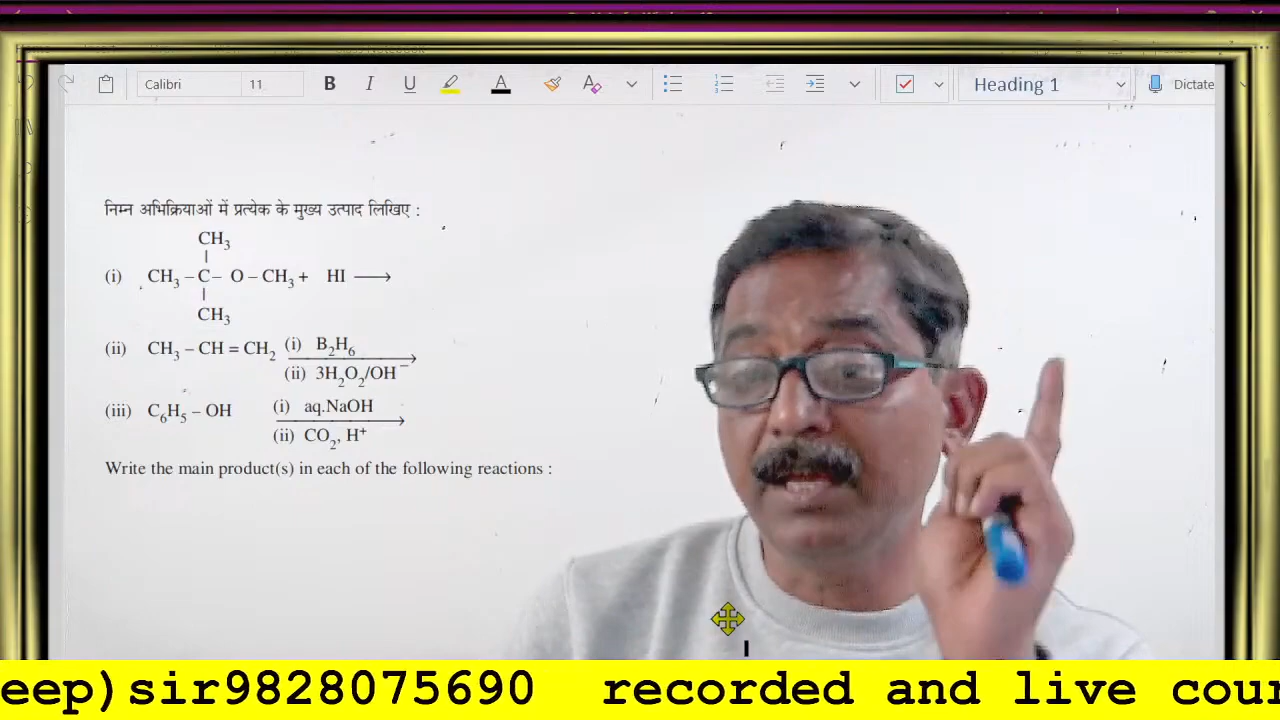 Calibri
11
B
I
U
A
A
Heading 1
Dictate
निम्न अभिक्रियाओं में प्रत्येक के मुख्य उत्पाद लिखिए :
CH3
(i) CH3 – C – O – CH3 + HI ⟶
CH3
(ii) CH3 – CH = CH2 (i) B2H6
(ii) 3H2O2/OH–
(iii) C6H5 – OH (i) aq.NaOH
(ii) CO2, H+
Write the main product(s) in each of the following reactions :
eep)sir9828075690 recorded and live cour